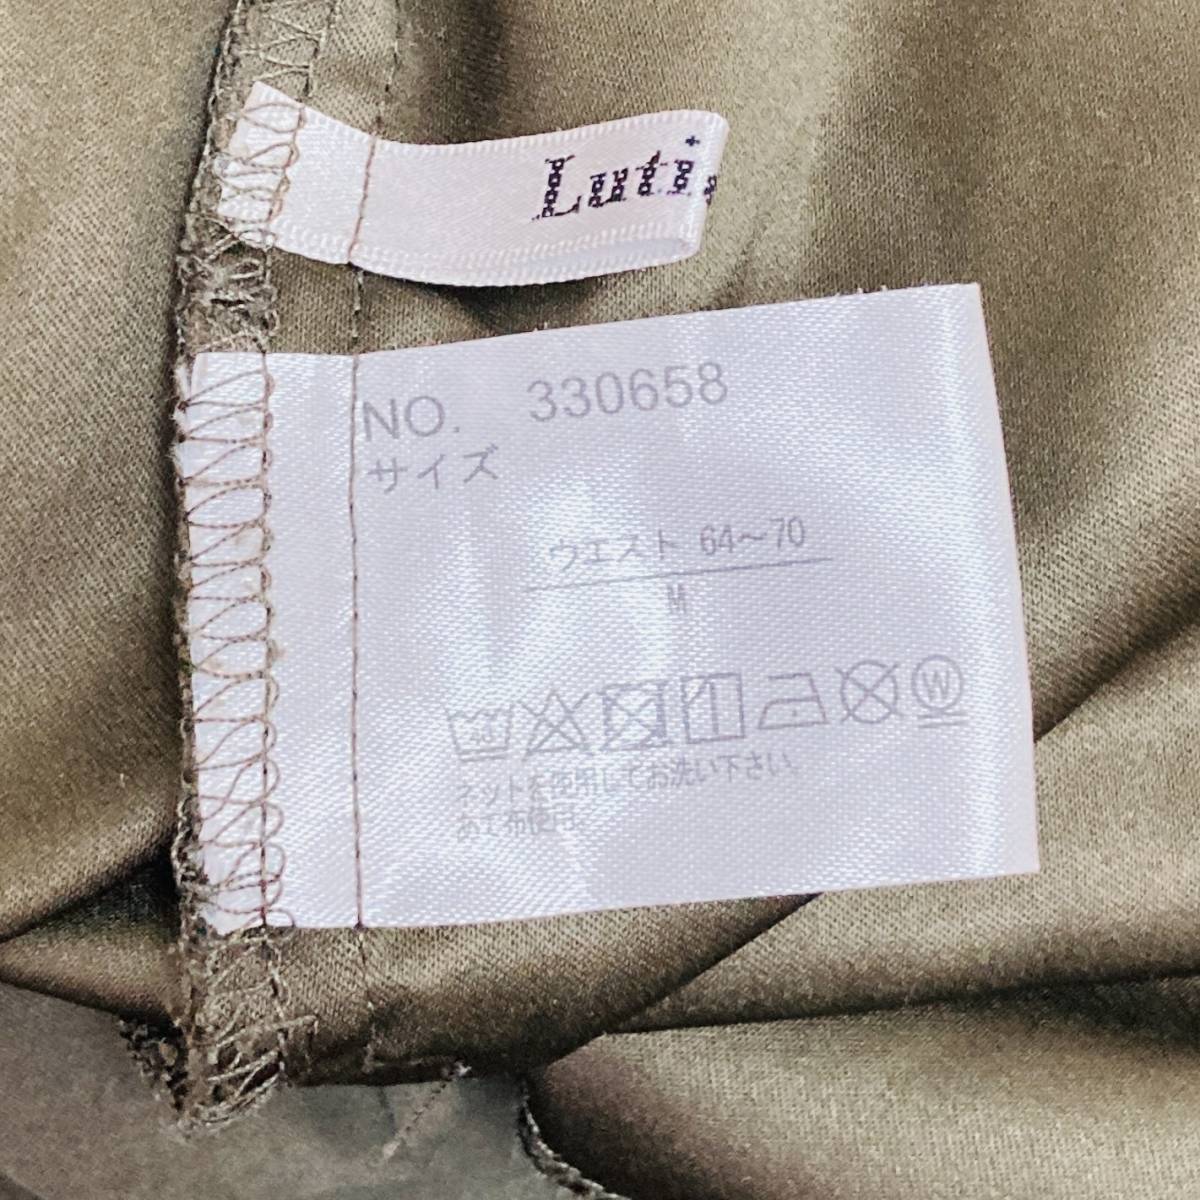 Luti
NO. 330658
サイズ
ウエスト 64～70
M
40
W
ネットを使用してお洗い下さい。
あて布使用。